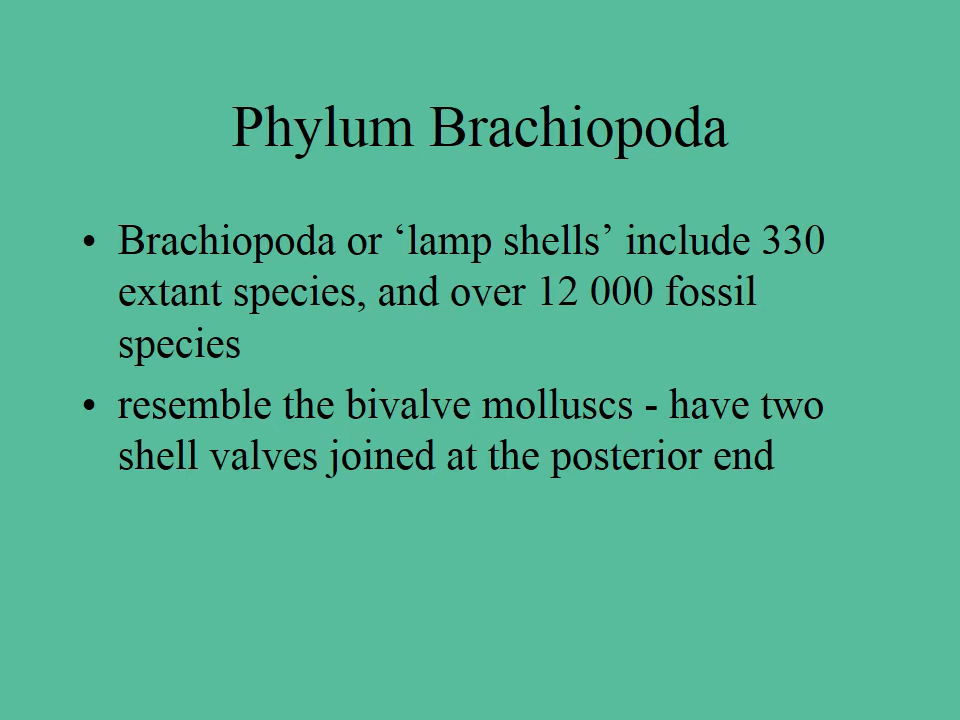 Phylum Brachiopoda
• Brachiopoda or ‘lamp shells’ include 330
extant species, and over 12 000 fossil
species
• resemble the bivalve molluscs - have two
shell valves joined at the posterior end